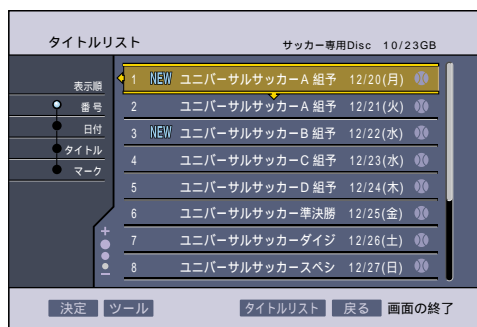 タイトルリスト サッカー専用Disc 10/23GB
表示順
番号
日付
タイトル
マーク
1 NEW ユニバーサルサッカーA 組予 12/20(月)
2 ユニバーサルサッカーA 組予 12/21(火)
3 NEW ユニバーサルサッカーB 組予 12/22(水)
4 ユニバーサルサッカーC 組予 12/23(水)
5 ユニバーサルサッカーD 組予 12/24(木)
6 ユニバーサルサッカー準決勝 12/25(金)
7 ユニバーサルサッカーダイジ 12/26(土)
8 ユニバーサルサッカースペシ 12/27(日)
決定 ツール タイトルリスト 戻る 画面の終了